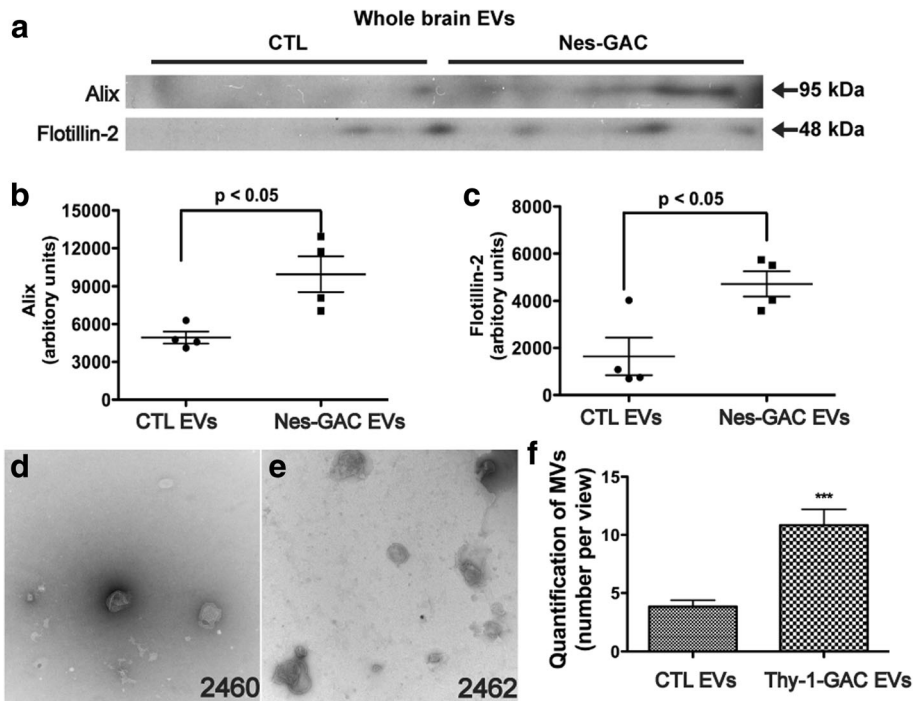 a
Whole brain EVs
CTL
Nes-GAC
Alix
95 kDa
Flotillin-2
48 kDa
b
p < 0.05
15000
12000
9000
6000
3000
0
Alix
(arbitory units)
CTL EVs
Nes-GAC EVs
c
p < 0.05
8000
6000
4000
2000
0
Flotillin-2
(arbitory units)
CTL EVs
Nes-GAC EVs
d
2460
e
2462
f
15
10
5
0
Quantification of MVs
(number per view)
***
CTL EVs
Thy-1-GAC EVs